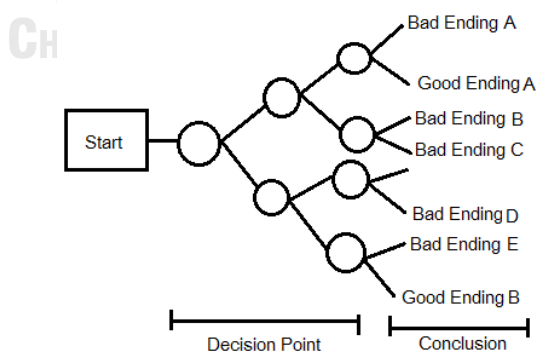 CH
Bad Ending A
Good Ending A
Bad Ending B
Start
Bad Ending C
Bad Ending D
Bad Ending E
Good Ending B
Decision Point
Conclusion